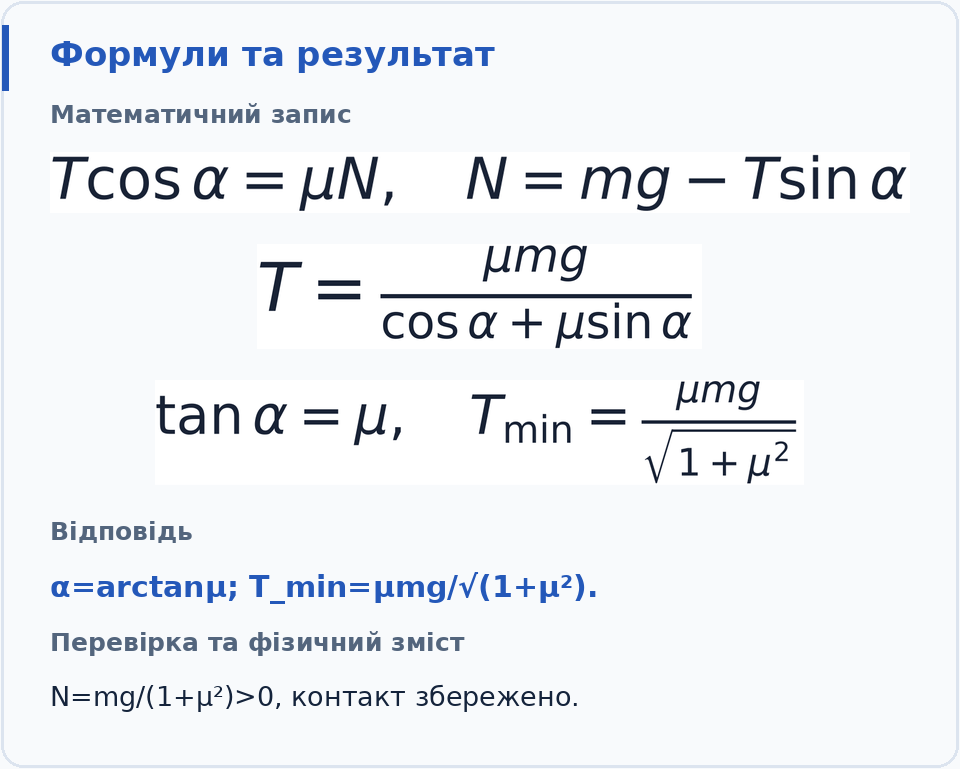 Формули та результат
Математичний запис
Tcos α = μN, N = mg − Tsin α
T = μmg / (cos α + μsin α)
tan α = μ, T_min = μmg / √(1 + μ²)
Відповідь
α=arctanμ; T_min=μmg/√(1+μ²).
Перевірка та фізичний зміст
N=mg/(1+μ²)>0, контакт збережено.